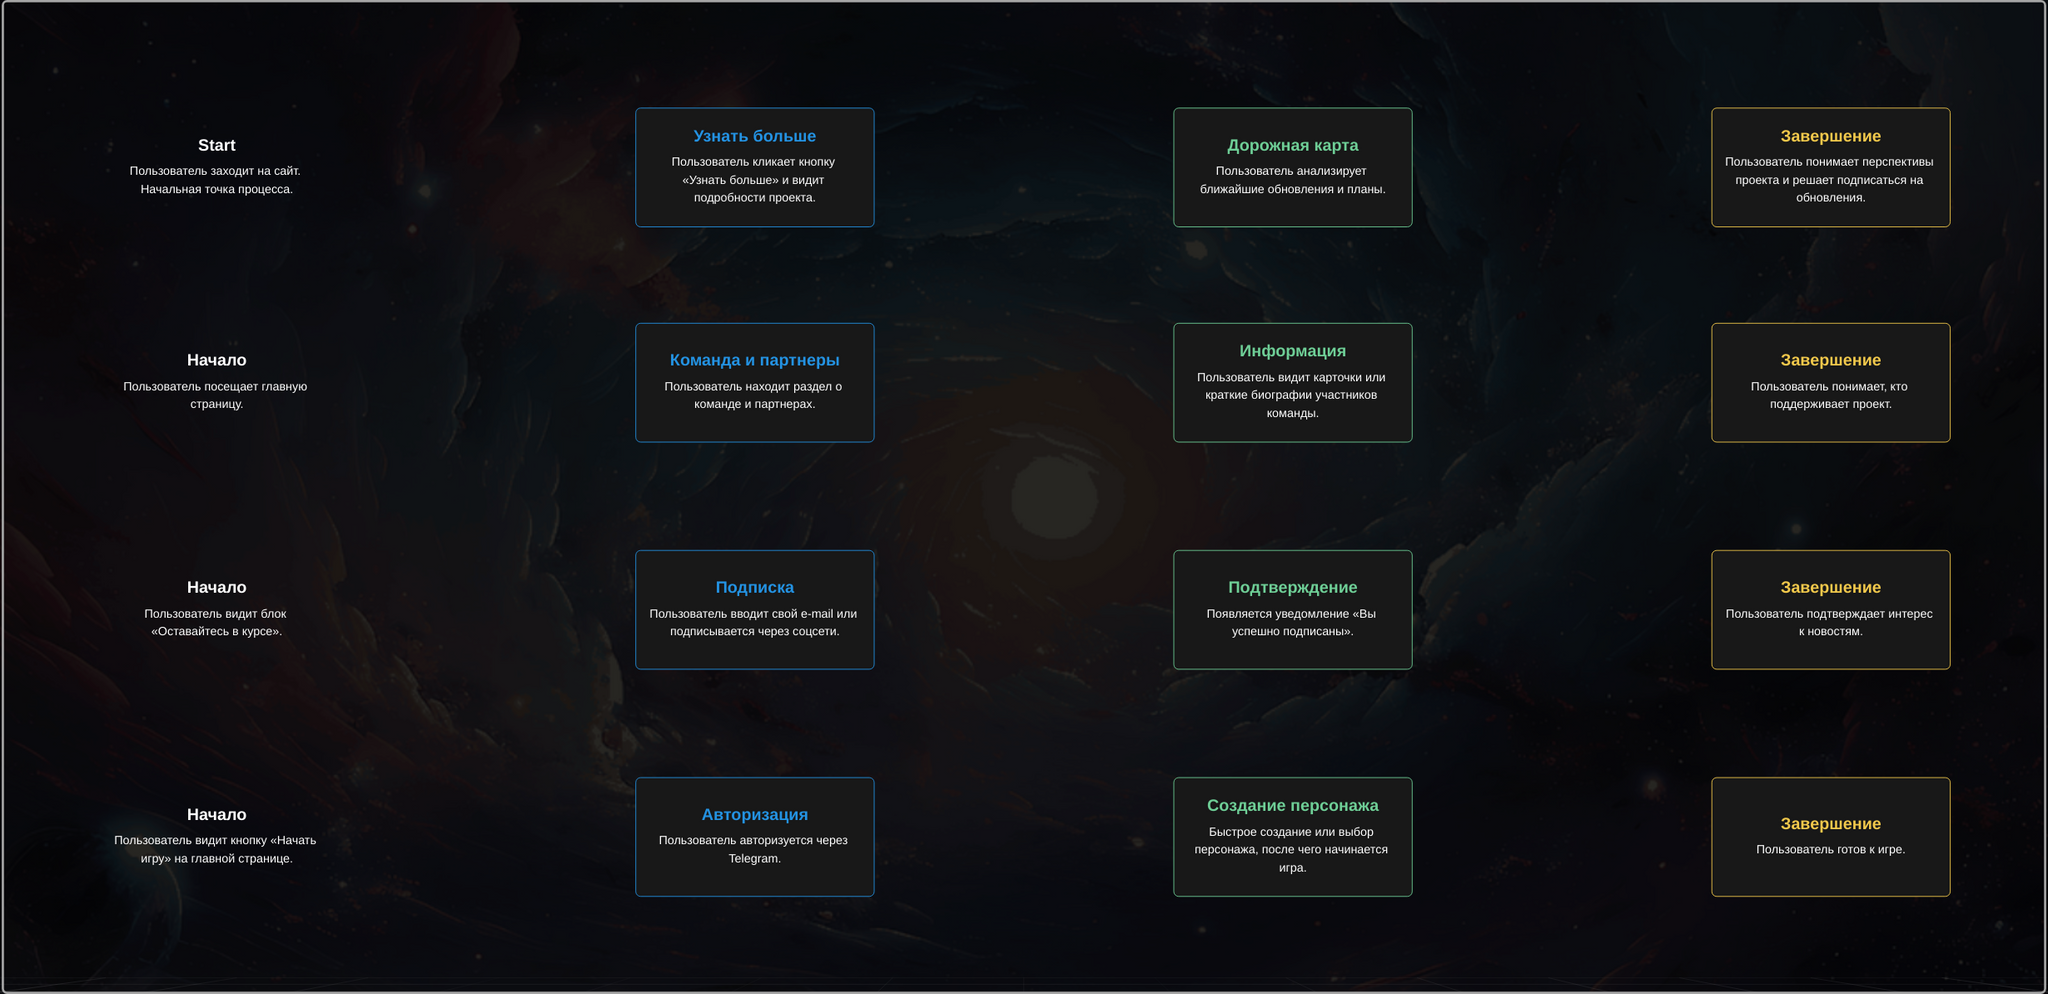 Start
Пользователь заходит на сайт.
Начальная точка процесса.
Узнать больше
Пользователь кликает кнопку
«Узнать больше» и видит
подробности проекта.
Дорожная карта
Пользователь анализирует
ближайшие обновления и планы.
Завершение
Пользователь понимает перспективы
проекта и решает подписаться на
обновления.
Начало
Пользователь посещает главную
страницу.
Команда и партнеры
Пользователь находит раздел о
команде и партнерах.
Информация
Пользователь видит карточки или
краткие биографии участников
команды.
Завершение
Пользователь понимает, кто
поддерживает проект.
Начало
Пользователь видит блок
«Оставайтесь в курсе».
Подписка
Пользователь вводит свой e-mail или
подписывается через соцсети.
Подтверждение
Появляется уведомление «Вы
успешно подписаны».
Завершение
Пользователь подтверждает интерес
к новостям.
Начало
Пользователь видит кнопку «Начать
игру» на главной странице.
Авторизация
Пользователь авторизуется через
Telegram.
Создание персонажа
Быстрое создание или выбор
персонажа, после чего начинается
игра.
Завершение
Пользователь готов к игре.